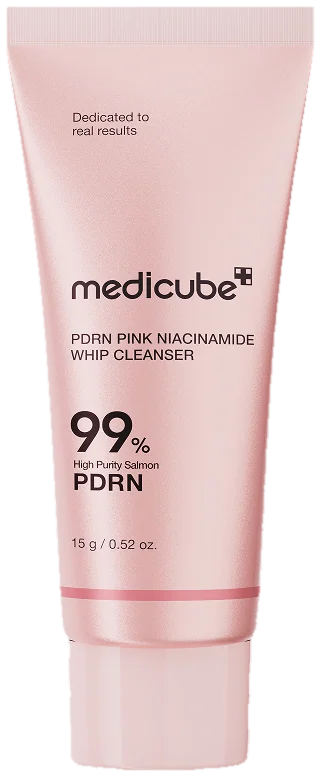 Dedicated to
real results
medicube
PDRN PINK NIACINAMIDE
WHIP CLEANSER
99%
High Purity Salmon
PDRN
15 g / 0.52 oz.